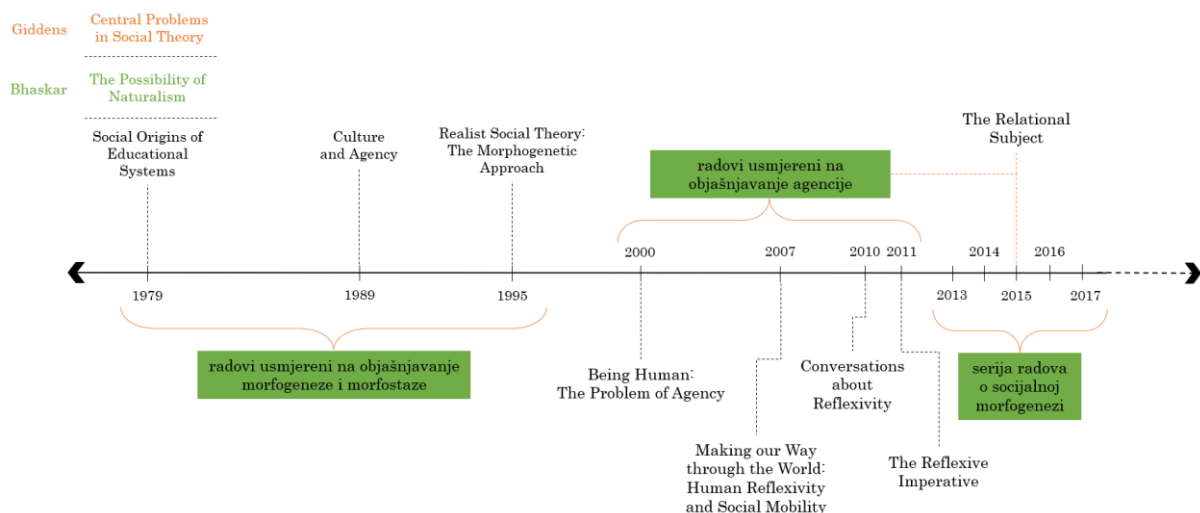 Giddens
Central Problems
in Social Theory
Bhaskar
The Possibility of
Naturalism
Social Origins of
Educational
Systems
Culture
and Agency
Realist Social Theory:
The Morphogenetic
Approach
radovi usmjereni na
objašnjavanje agencije
The Relational
Subject
2000
2007
2010
2011
2014
2016
1979
1989
1995
2013
2015
2017
radovi usmjereni na objašnjavanje
morfogeneze i morfostaze
Being Human:
The Problem of Agency
Making our Way
through the World:
Human Reflexivity
and Social Mobility
Conversations
about
Reflexivity
The Reflexive
Imperative
serija radova
o socijalnoj
morfogenezi